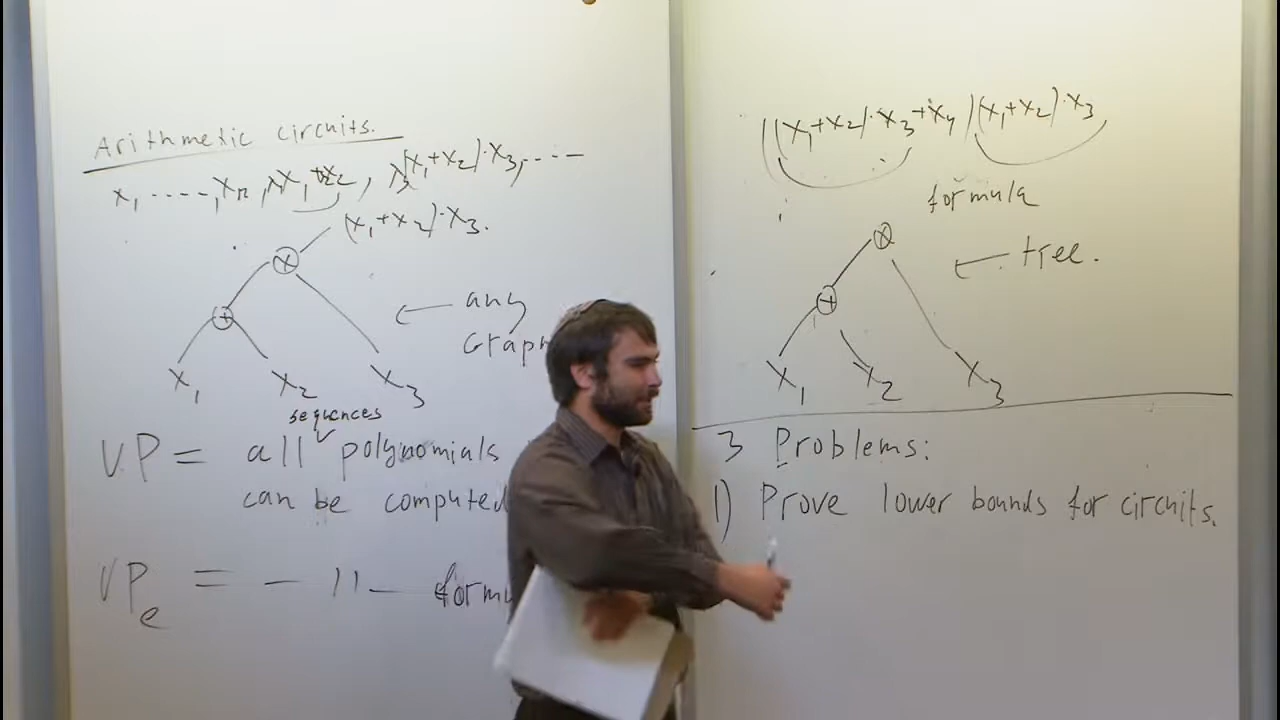 Arithmetic circuits.
x₁, ----, xₙ, λx₁+x₂, λ(x₁+x₂)·x₃, ----
(x₁+x₂)·x₃.
×
+
← any
Graph
x₁ x₂ x₃
sequences
VP = all polynomials
can be computed
VPₑ = — 11 — formu
((x₁+x₂)·x₃+x₄)(x₁+x₂)·x₃
formula
×
← tree.
+
x₁ x₂ x₃
3 Problems:
1) Prove lower bounds for circuits.